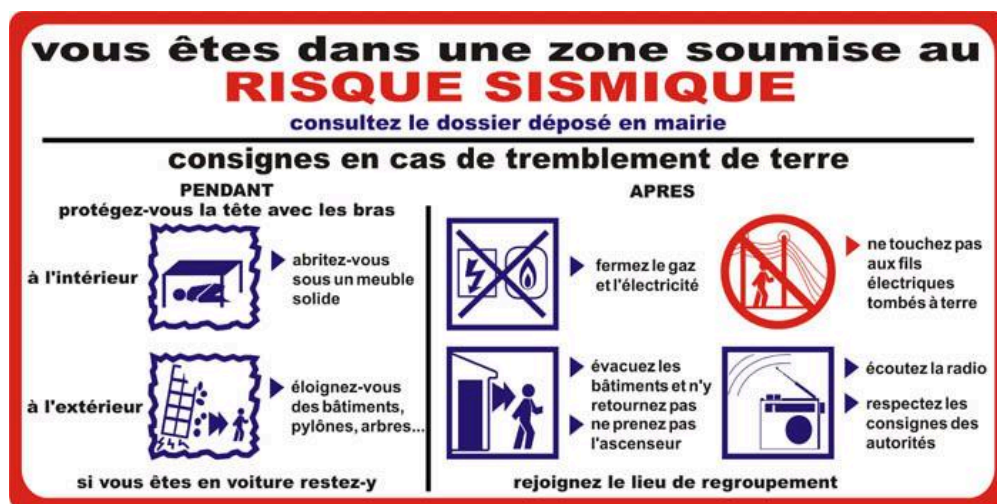 vous êtes dans une zone soumise au
RISQUE SISMIQUE
consultez le dossier déposé en mairie
consignes en cas de tremblement de terre
PENDANT
protégez-vous la tête avec les bras
à l'intérieur
abritez-vous
sous un meuble
solide
à l'extérieur
éloignez-vous
des bâtiments,
pylônes, arbres...
si vous êtes en voiture restez-y
APRES
fermez le gaz
et l'électricité
ne touchez pas
aux fils
électriques
tombés à terre
évacuez les
bâtiments et n'y
retournez pas
ne prenez pas
l'ascenseur
écoutez la radio
respectez les
consignes des
autorités
rejoignez le lieu de regroupement